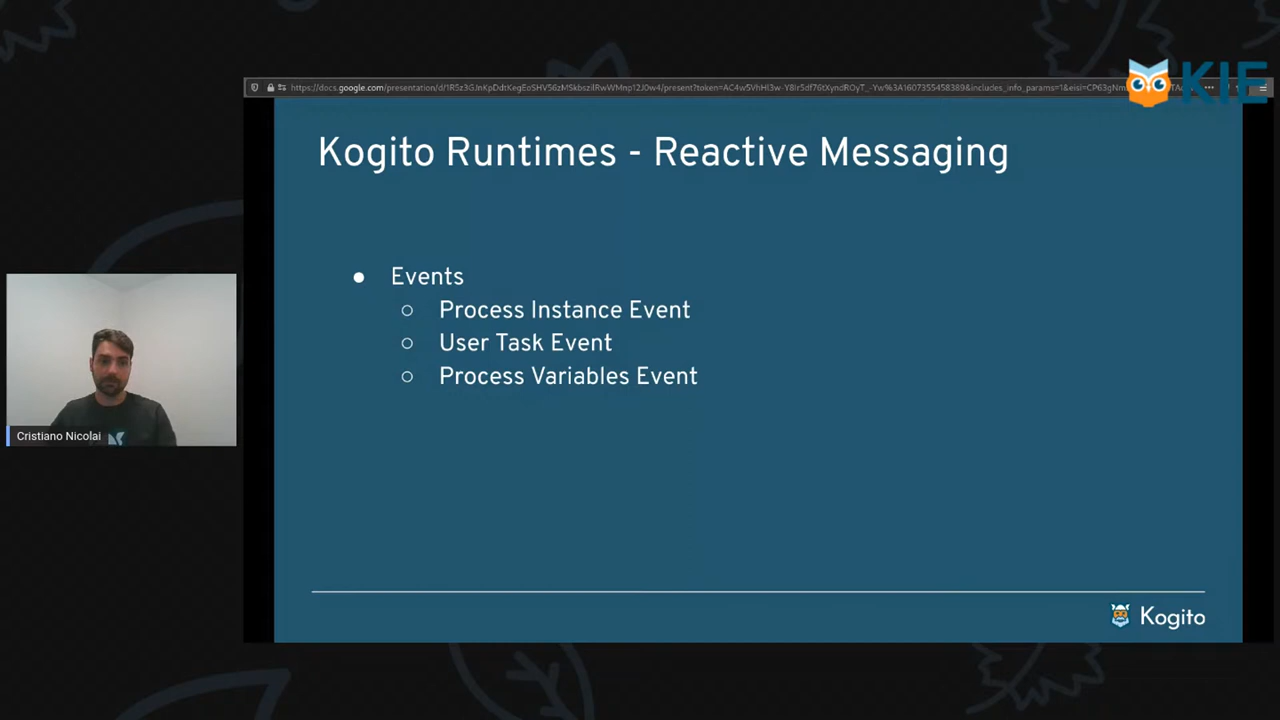 KIE
Kogito Runtimes - Reactive Messaging
● Events
○ Process Instance Event
○ User Task Event
○ Process Variables Event
Cristiano Nicolai
Kogito